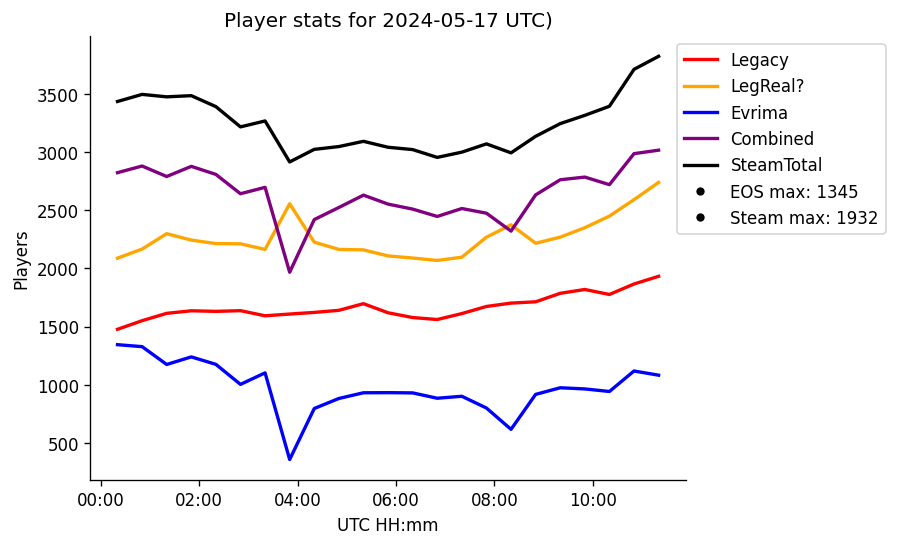 Player stats for 2024-05-17 UTC)
Legacy
LegReal?
Evrima
Combined
SteamTotal
EOS max: 1345
Steam max: 1932
Players
3500
3000
2500
2000
1500
1000
500
00:00 02:00 04:00 06:00 08:00 10:00
UTC HH:mm